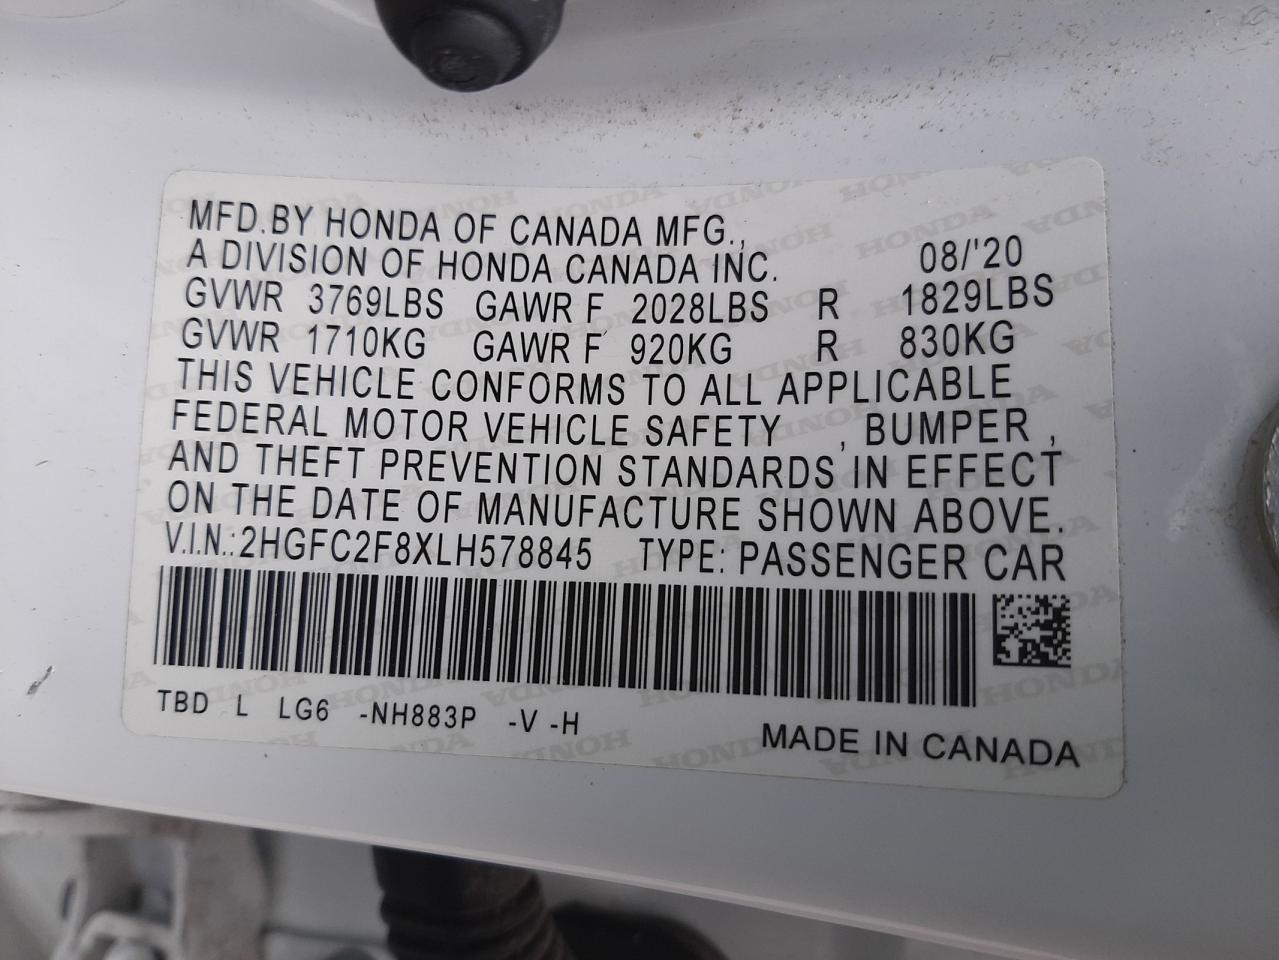 MFD.BY HONDA OF CANADA MFG.,
A DIVISION OF HONDA CANADA INC. 08/'20
GVWR 3769LBS GAWR F 2028LBS R 1829LBS
GVWR 1710KG GAWR F 920KG R 830KG
THIS VEHICLE CONFORMS TO ALL APPLICABLE
FEDERAL MOTOR VEHICLE SAFETY , BUMPER ,
AND THEFT PREVENTION STANDARDS IN EFFECT
ON THE DATE OF MANUFACTURE SHOWN ABOVE.
V.I.N.:2HGFC2F8XLH578845 TYPE: PASSENGER CAR
TBD L LG6 -NH883P -V -H
MADE IN CANADA